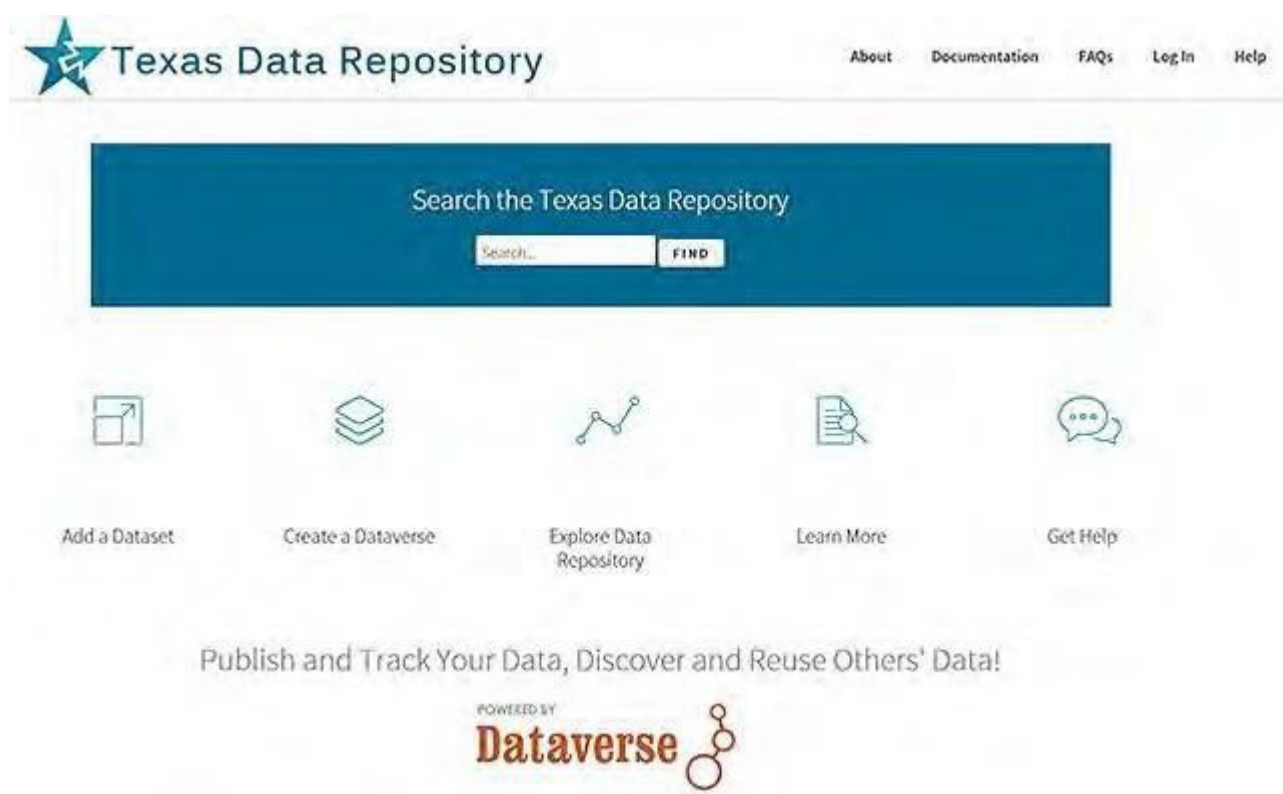 Texas Data Repository
About Documentation FAQs Log In Help
Search the Texas Data Repository
Search... FIND
Add a Dataset
Create a Dataverse
Explore Data
Repository
Learn More
Get Help
Publish and Track Your Data, Discover and Reuse Others' Data!
POWERED BY
Dataverse